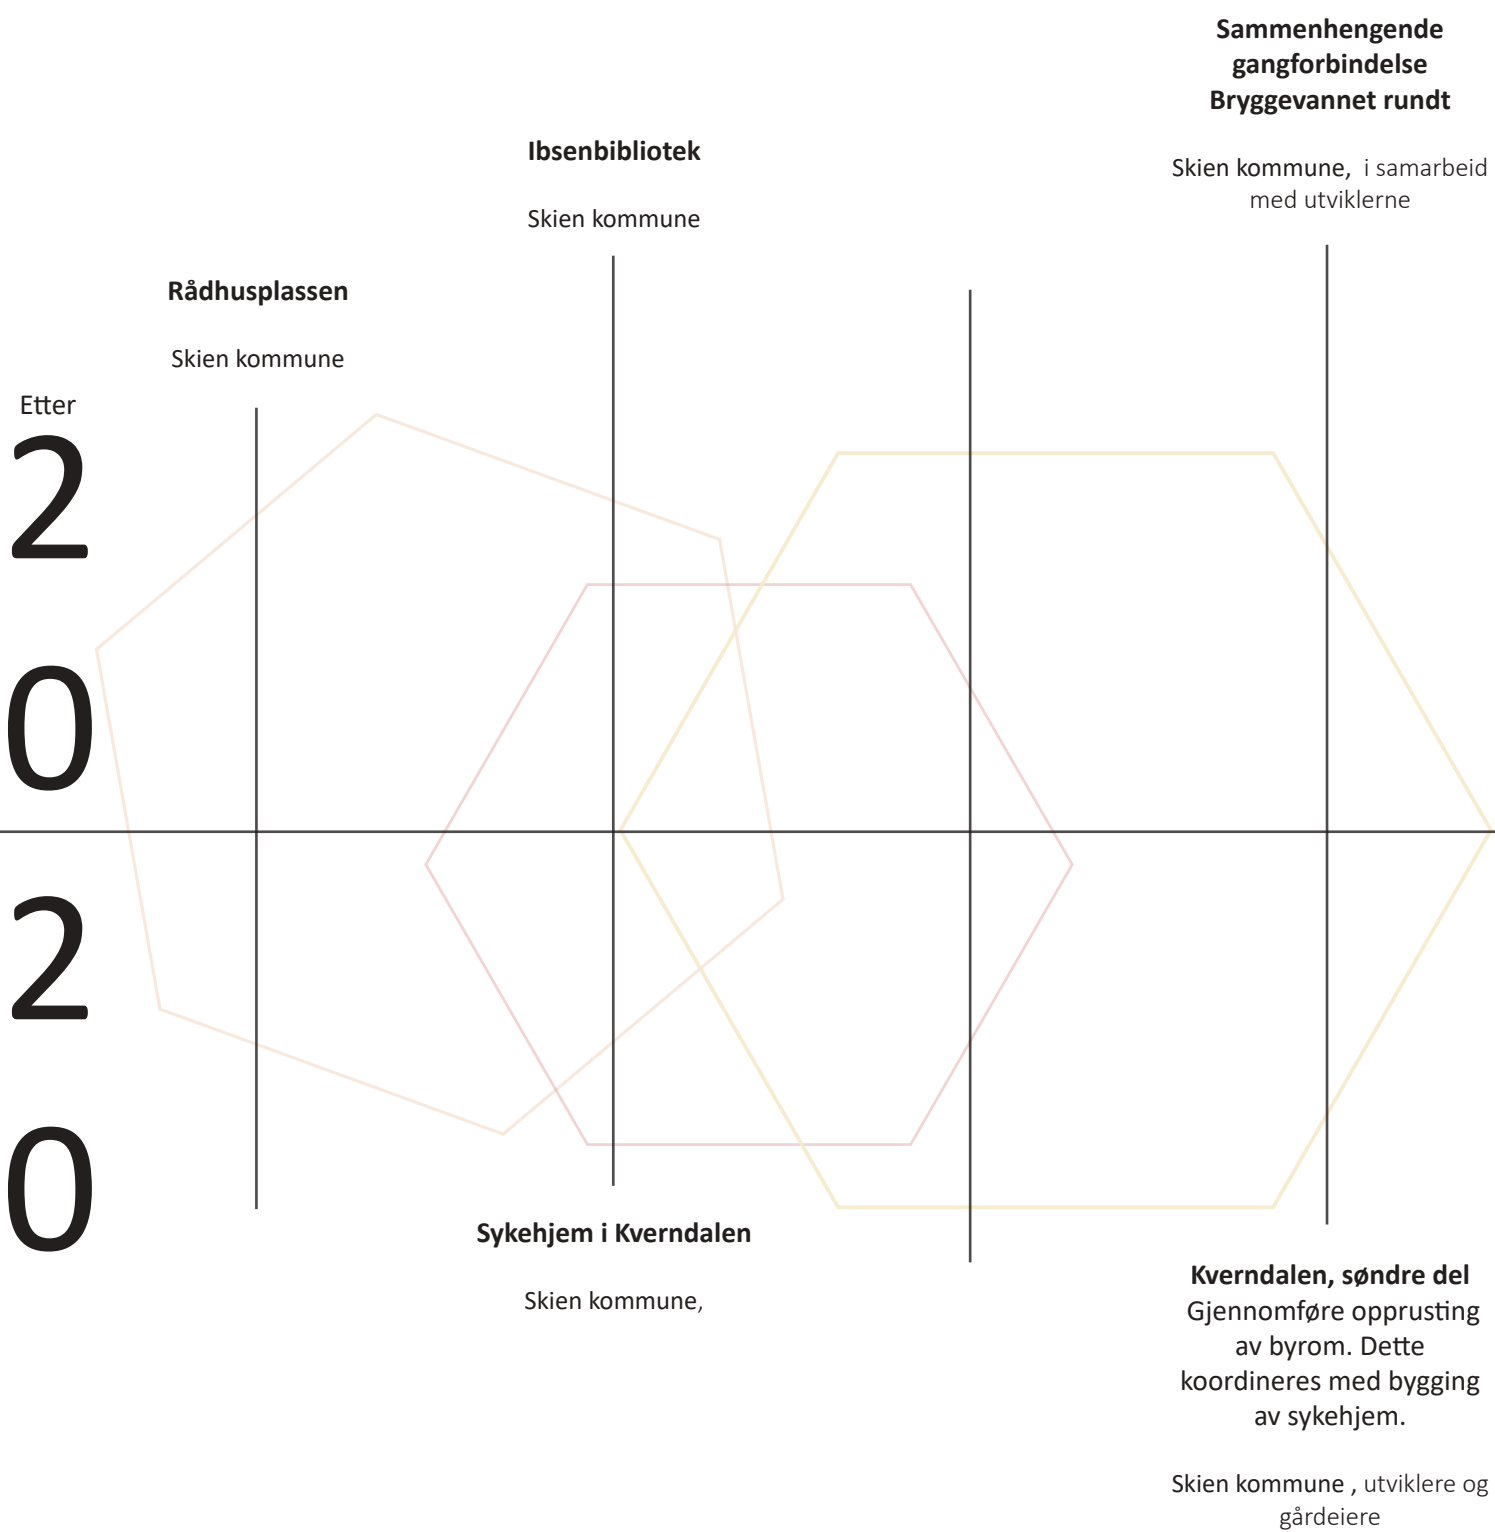 Sammenhengende
gangforbindelse
Bryggevannet rundt
Skien kommune, i samarbeid
med utviklerne
Ibsenbibliotek
Skien kommune
Rådhusplassen
Skien kommune
Etter
2
0
2
0
Sykehjem i Kverndalen
Skien kommune,
Kverndalen, søndre del
Gjennomføre opprusting
av byrom. Dette
koordineres med bygging
av sykehjem.
Skien kommune , utviklere og
gårdeiere